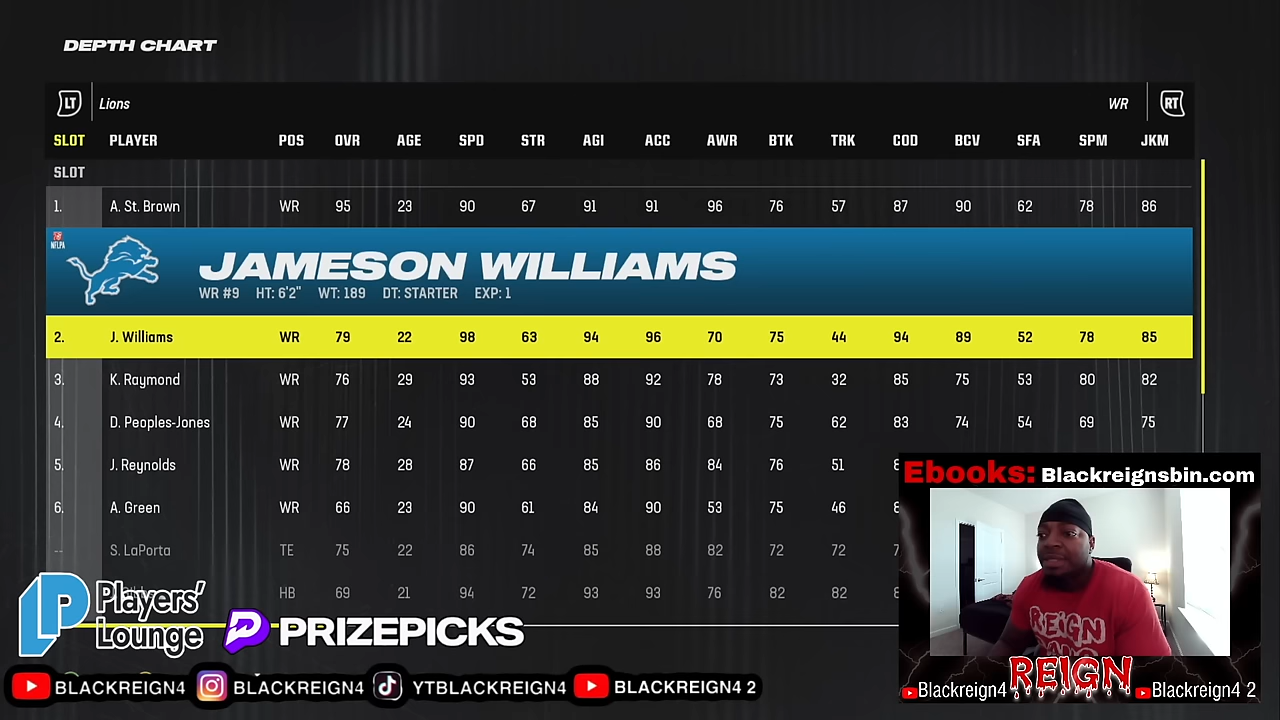 DEPTH CHART
LT Lions WR RT
SLOT PLAYER POS OVR AGE SPD STR AGI ACC AWR BTK TRK COD BCV SFA SPM JKM
SLOT
1. A. St. Brown WR 95 23 90 67 91 91 96 76 57 87 90 62 78 86
NFLPA
JAMESON WILLIAMS
WR #9 HT: 6'2" WT: 189 DT: STARTER EXP: 1
2. J. Williams WR 79 22 98 63 94 96 70 75 44 94 89 52 78 85
3. K. Raymond WR 76 29 93 53 88 92 78 73 32 85 75 53 80 82
4. D. Peoples-Jones WR 77 24 90 68 85 90 68 75 62 83 74 54 69 75
5. J. Reynolds WR 78 28 87 66 85 86 84 76 51
6. A. Green WR 66 23 90 61 84 90 53 75 46
-- S. LaPorta TE 75 22 86 74 85 88 82 72 72
HB 69 21 94 72 93 93 76 82 82
Ebooks: Blackreignsbin.com
REIGN
LP Players' Lounge
PRIZEPICKS
BLACKREIGN4 BLACKREIGN4 YTBLACKREIGN4 BLACKREIGN4 2
REIGN
Blackreign4 Blackreign4 2